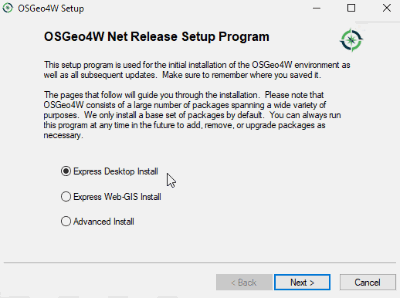 OSGeo4W Setup
OSGeo4W Net Release Setup Program
This setup program is used for the initial installation of the OSGeo4W environment as
well as all subsequent updates. Make sure to remember where you saved it.
The pages that follow will guide you through the installation. Please note that
OSGeo4W consists of a large number of packages spanning a wide variety of
purposes. We only install a base set of packages by default. You can always run
this program at any time in the future to add, remove, or upgrade packages as
necessary.
Express Desktop Install
Express Web-GIS Install
Advanced Install
< Back
Next >
Cancel